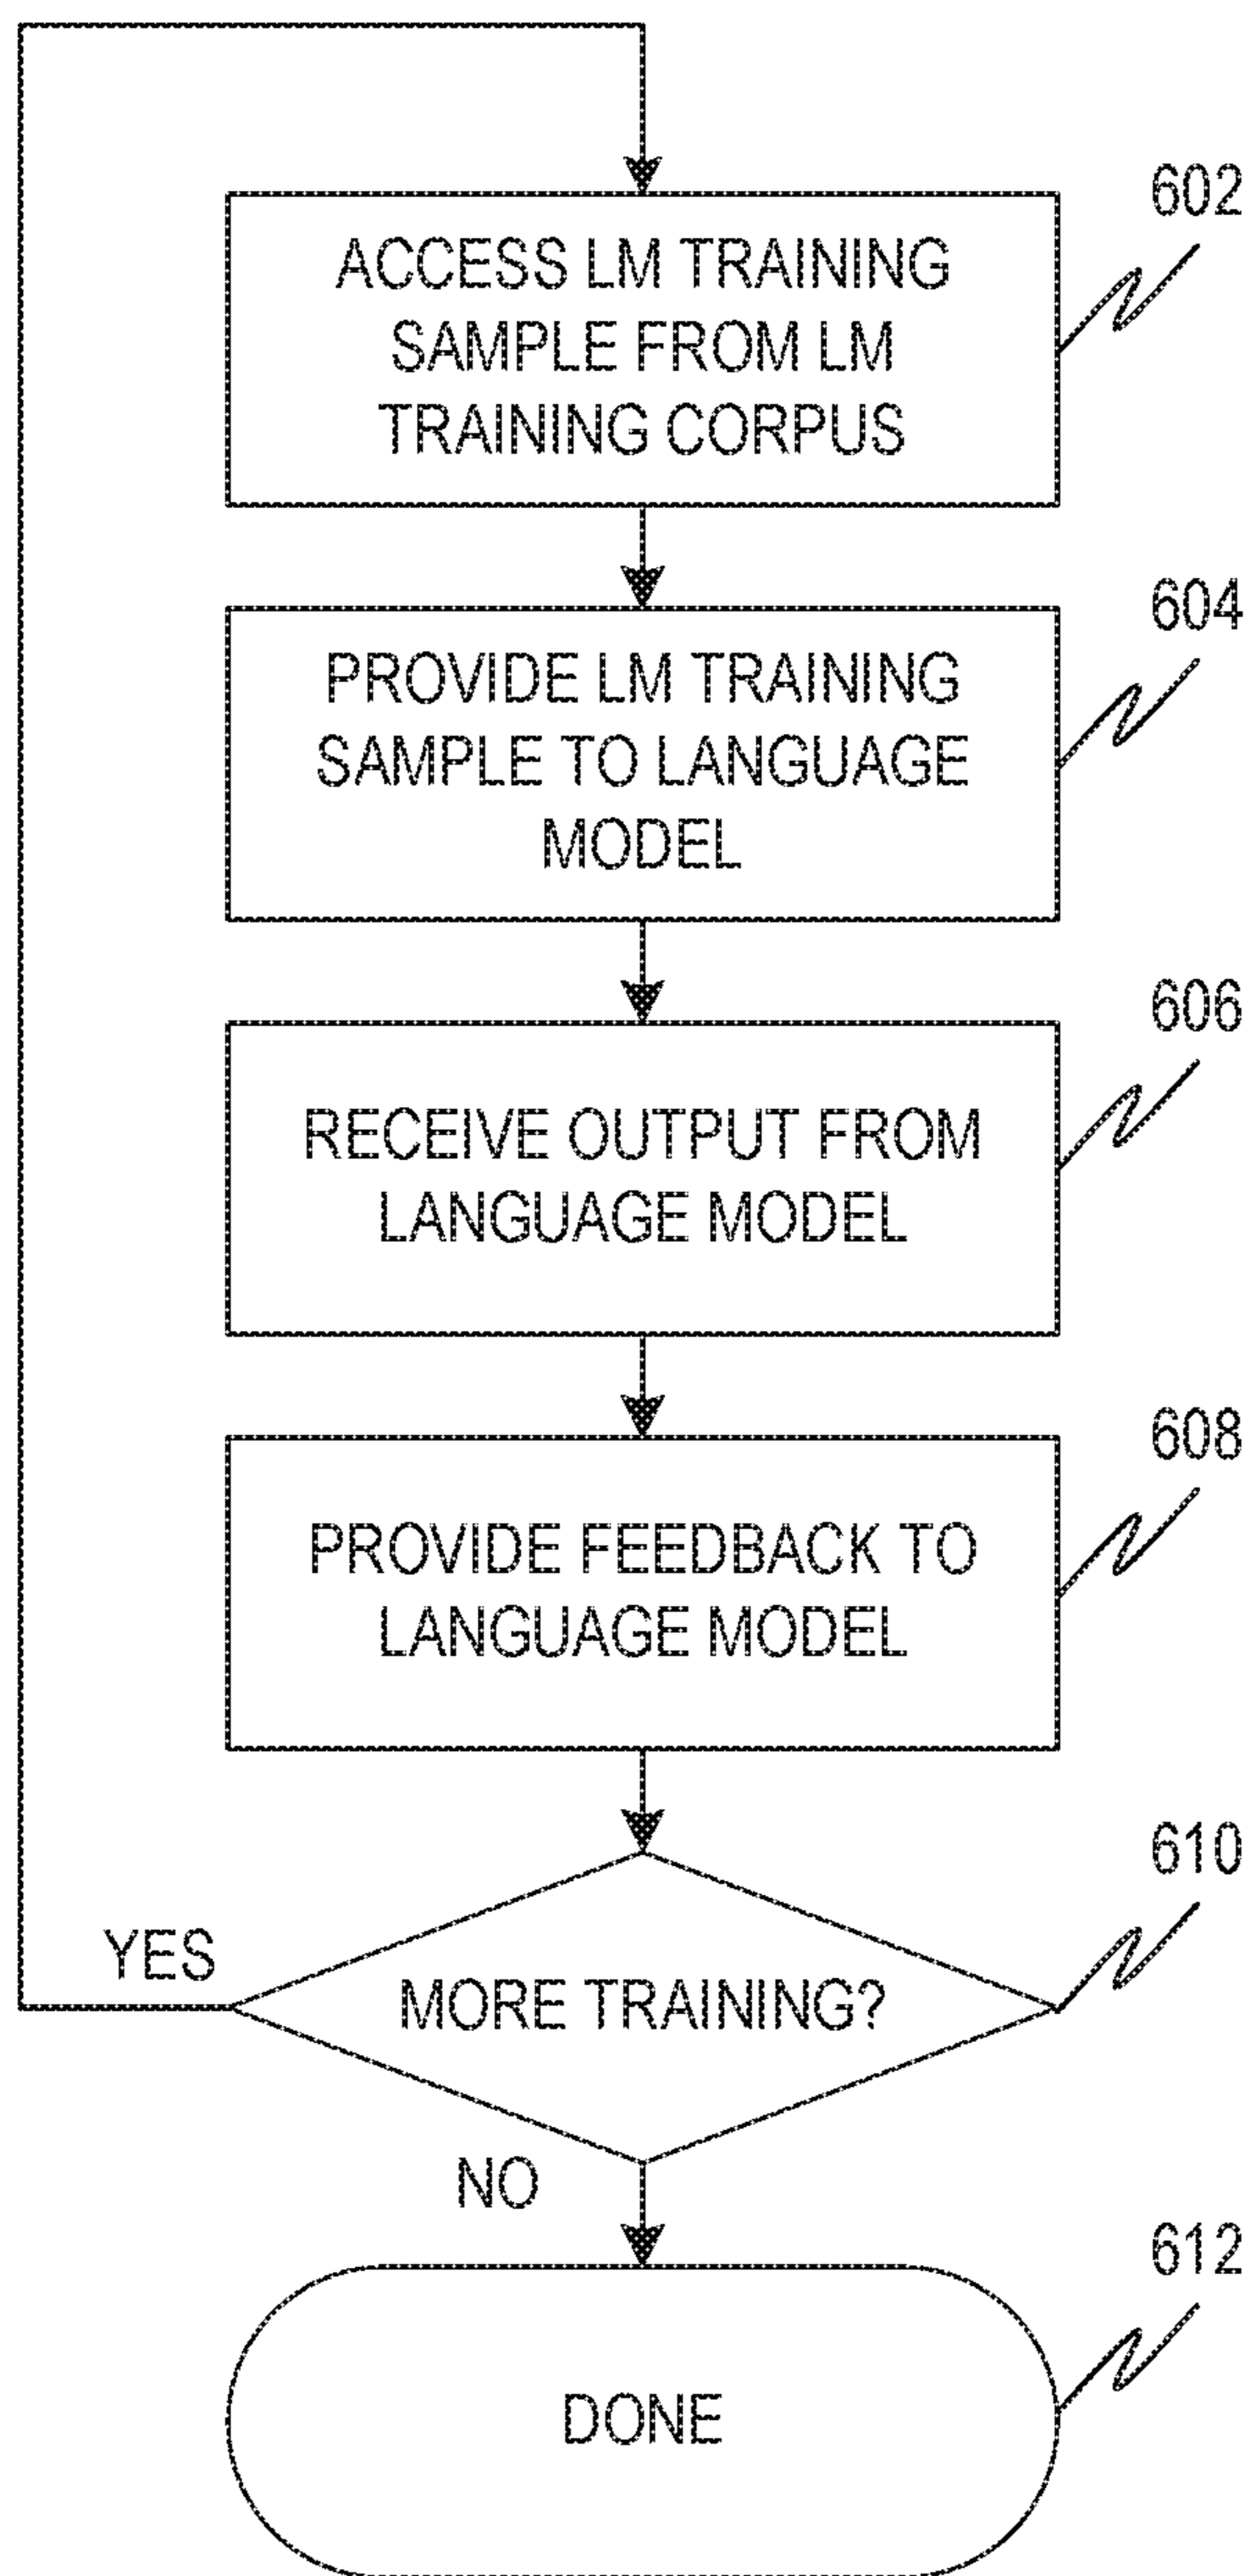 602
ACCESS LM TRAINING
SAMPLE FROM LM
TRAINING CORPUS
604
PROVIDE LM TRAINING
SAMPLE TO LANGUAGE
MODEL
606
RECEIVE OUTPUT FROM
LANGUAGE MODEL
608
PROVIDE FEEDBACK TO
LANGUAGE MODEL
610
YES
MORE TRAINING?
NO
612
DONE